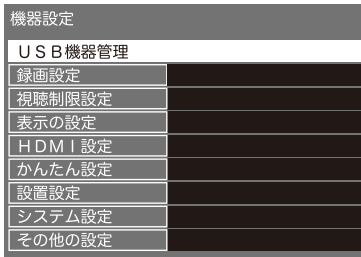 機器設定
ＵＳＢ機器管理
録画設定
視聴制限設定
表示の設定
ＨＤＭＩ設定
かんたん設定
設置設定
システム設定
その他の設定